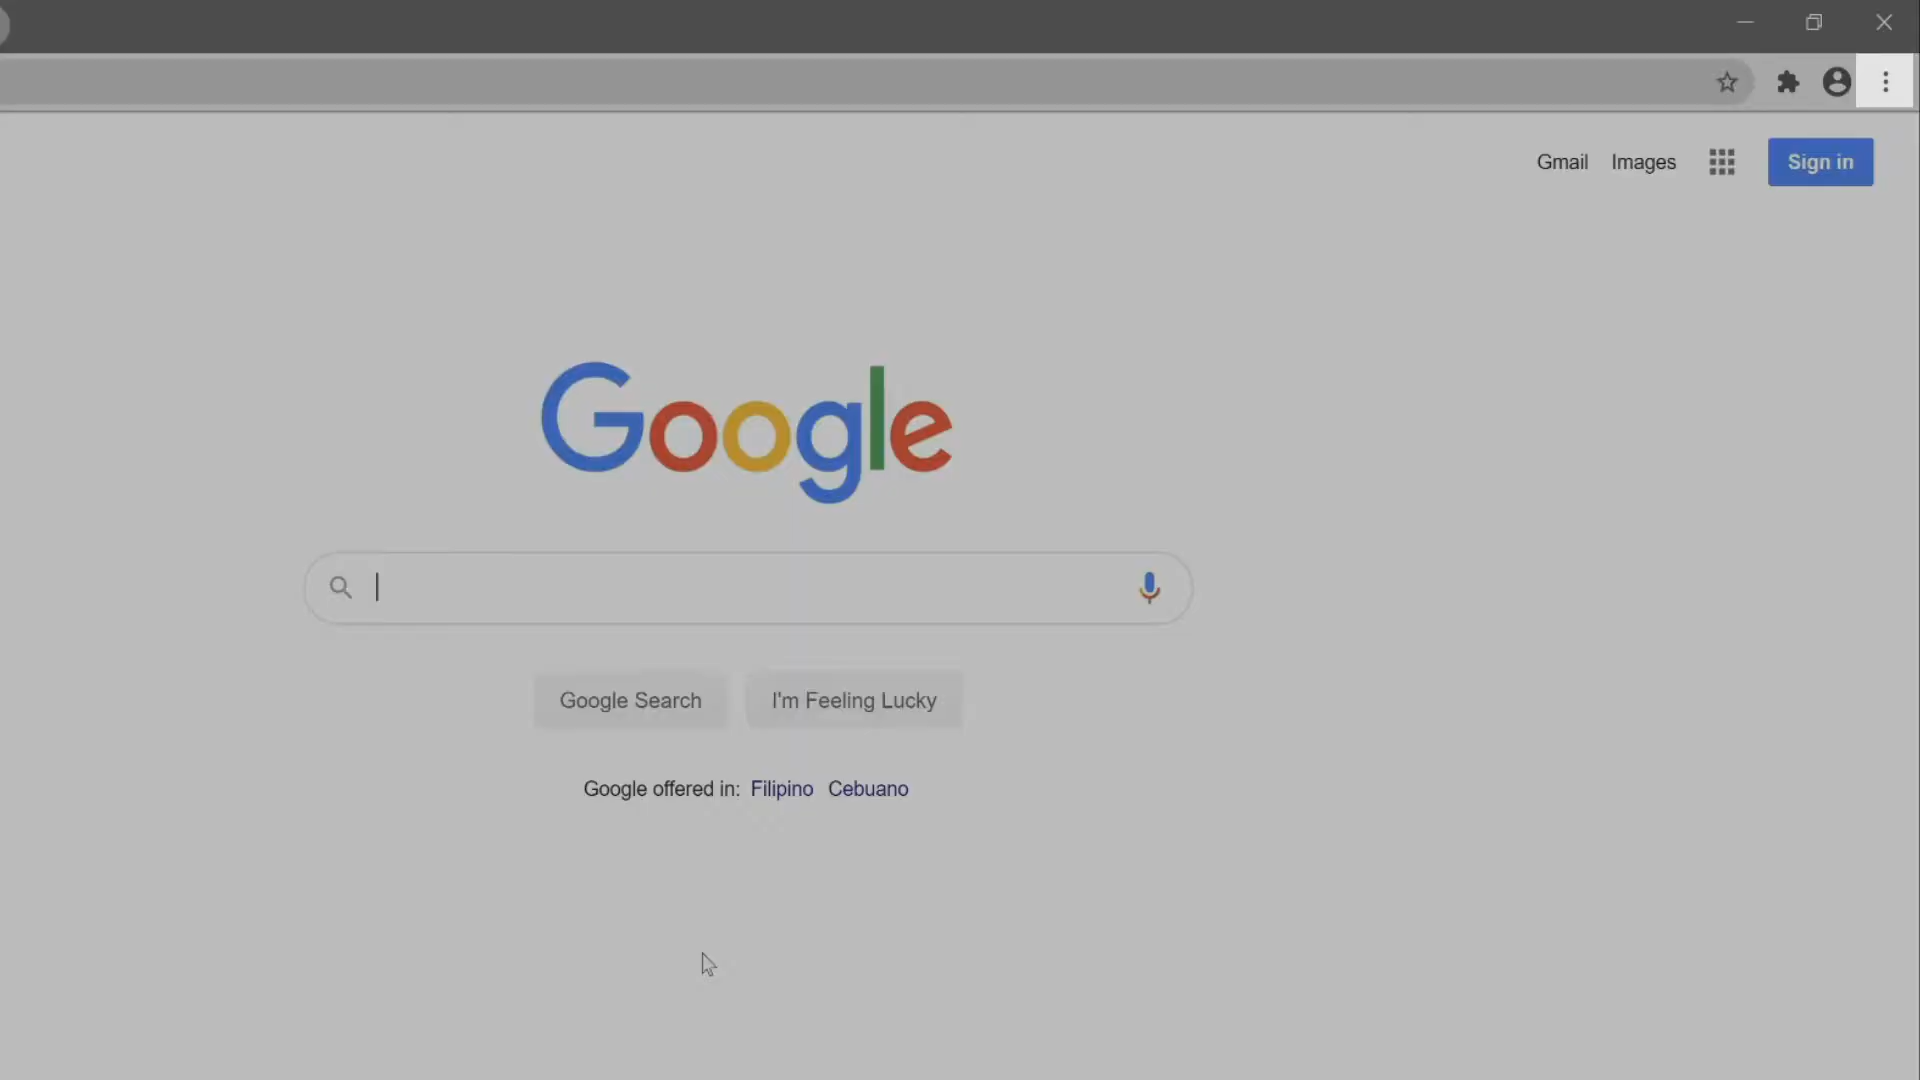 Gmail Images Sign in
Google
Google Search I'm Feeling Lucky
Google offered in: Filipino Cebuano